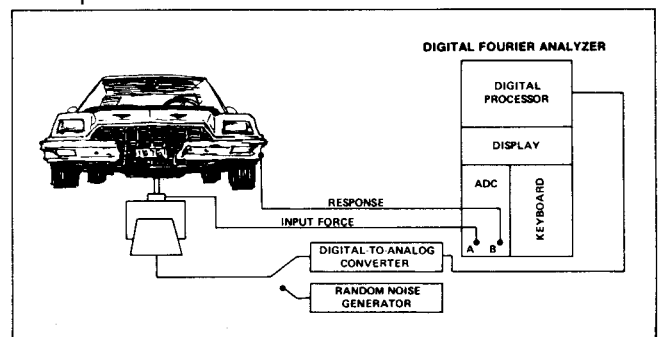 DIGITAL FOURIER ANALYZER
DIGITAL
PROCESSOR
DISPLAY
ADC
KEYBOARD
A
B
RESPONSE
INPUT FORCE
DIGITAL-TO-ANALOG
CONVERTER
RANDOM NOISE
GENERATOR